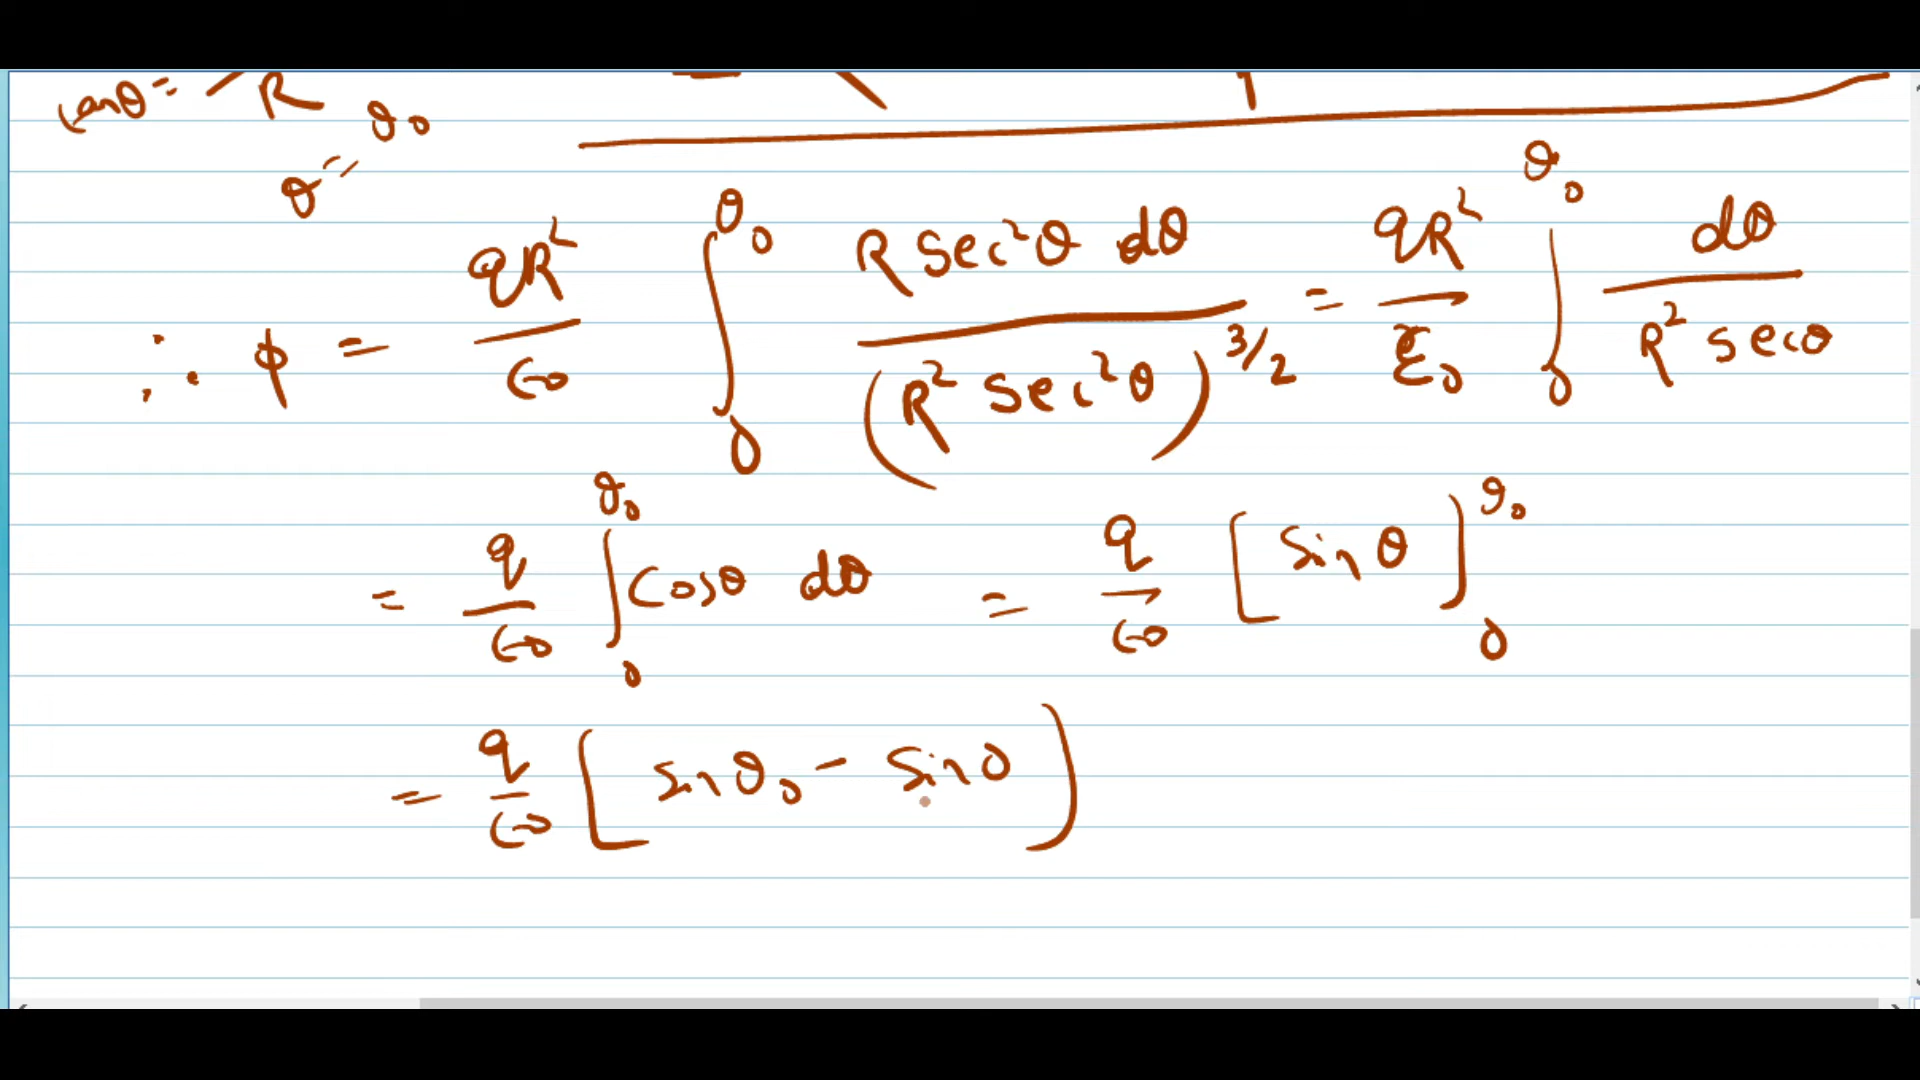 tanθ = /R
θ = θ₀
∴ ϕ = qR²/ϵ₀ ∫₀^θ₀ R sec²θ dθ / (R² sec²θ)^3/2 = qR²/ε₀ ∫₀^θ₀ dθ / R² secθ
= q/ϵ₀ ∫₀^θ₀ cosθ dθ = q/ϵ₀ [sinθ]₀^θ₀
= q/ϵ₀ [sinθ₀ - sin0]